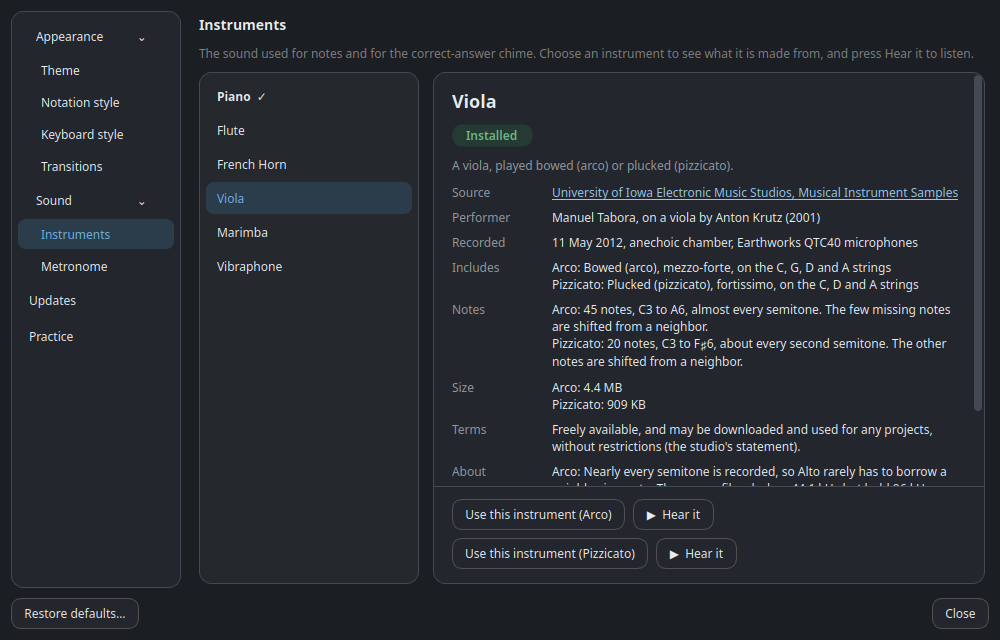 Appearance
Theme
Notation style
Keyboard style
Transitions
Sound
Instruments
Metronome
Updates
Practice
Restore defaults...
Instruments
The sound used for notes and for the correct-answer chime. Choose an instrument to see what it is made from, and press Hear it to listen.
Piano ✓
Flute
French Horn
Viola
Marimba
Vibraphone
Viola
Installed
A viola, played bowed (arco) or plucked (pizzicato).
Source University of Iowa Electronic Music Studios, Musical Instrument Samples
Performer Manuel Tabora, on a viola by Anton Krutz (2001)
Recorded 11 May 2012, anechoic chamber, Earthworks QTC40 microphones
Includes Arco: Bowed (arco), mezzo-forte, on the C, G, D and A strings
Pizzicato: Plucked (pizzicato), fortissimo, on the C, D and A strings
Notes Arco: 45 notes, C3 to A6, almost every semitone. The few missing notes
are shifted from a neighbor.
Pizzicato: 20 notes, C3 to F♯6, about every second semitone. The other
notes are shifted from a neighbor.
Size Arco: 4.4 MB
Pizzicato: 909 KB
Terms Freely available, and may be downloaded and used for any projects,
without restrictions (the studio's statement).
About Arco: Nearly every semitone is recorded, so Alto rarely has to borrow a
Use this instrument (Arco) ▶ Hear it
Use this instrument (Pizzicato) ▶ Hear it
Close